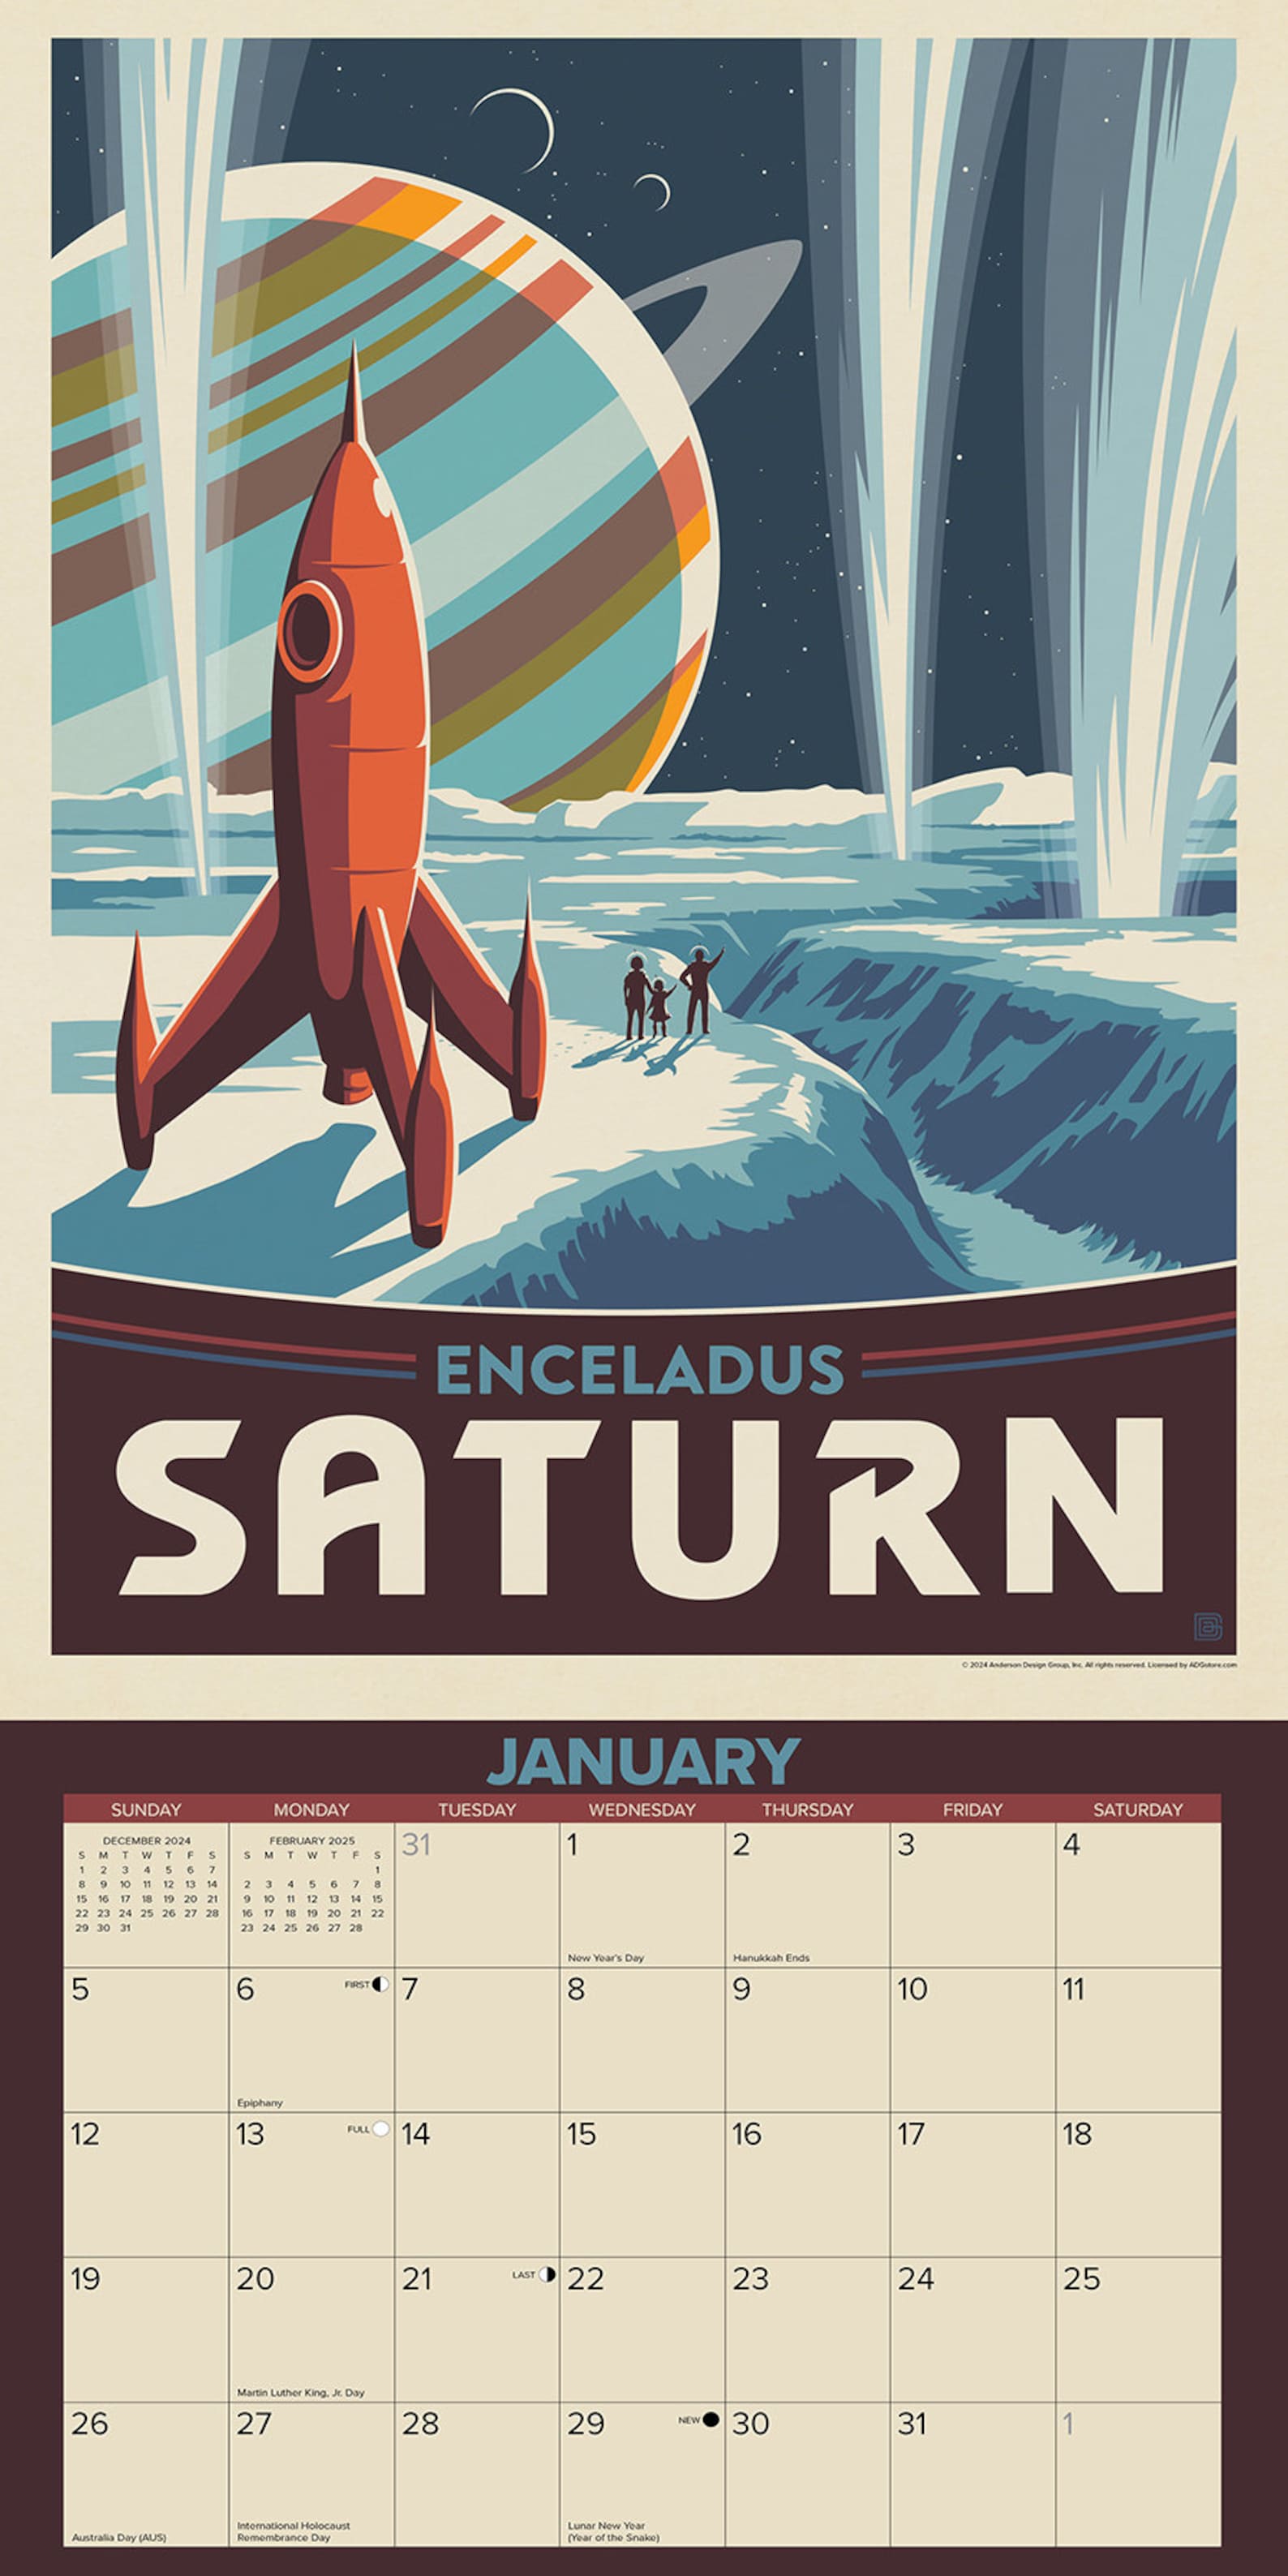 ENCELADUS
SATURN
© 2024 Anderson Design Group, Inc. All rights reserved. Licensed by ADGstore.com
JANUARY
SUNDAY MONDAY TUESDAY WEDNESDAY THURSDAY FRIDAY SATURDAY
DECEMBER 2024
S M T W T F S
1 2 3 4 5 6 7
8 9 10 11 12 13 14
15 16 17 18 19 20 21
22 23 24 25 26 27 28
29 30 31
FEBRUARY 2025
S M T W T F S
1
2 3 4 5 6 7 8
9 10 11 12 13 14 15
16 17 18 19 20 21 22
23 24 25 26 27 28
31 1 2 3 4
New Year's Day
Hanukkah Ends
5 6 FIRST 7 8 9 10 11
Epiphany
12 13 FULL 14 15 16 17 18
19 20 21 LAST 22 23 24 25
Martin Luther King, Jr. Day
26 27 28 29 NEW 30 31 1
Australia Day (AUS)
International Holocaust
Remembrance Day
Lunar New Year
(Year of the Snake)